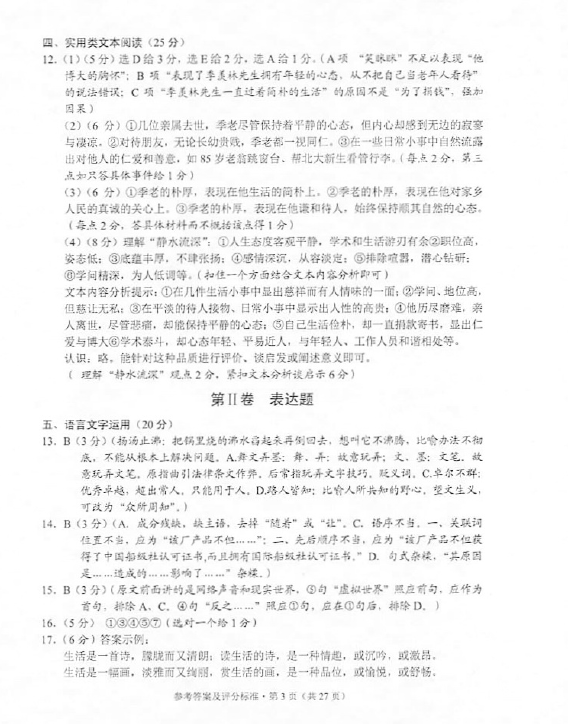 四、实用类文本阅读(25分)
12.(1)(5分)选D给3分,选E给2分,选A给1分。(A项 “笑眯眯”不足以表现“他
博大的胸怀”;B项“表现了季羡林先生拥有年轻的心态,从不把自己当老年人看待”
的说法错误;C项“季羡林先生一直过着简朴的生活”的原因不是“为了捐钱”,强加
因果)
(2)(6分)①几位亲属去世,季老尽管保持着平静的心态,但内心却感到无边的寂寥
与凄凉。②对待朋友,无论长幼贵贱,季老都一视同仁。③在一些日常小事中自然流露
出对他人的仁爱和善意,如85岁老翁跳窗台、帮北大新生看管行李。(每点2分,第三
点如只答具体事件给1分)
(3)(6分)①季老的朴厚,表现在他生活的简朴上。②季老的朴厚,表现在他对家乡
人民的真诚的关心上。③季老的朴厚,表现在他谦和待人,始终保持顺其自然的心态。
(每点2分,答具体材料而不概括该点得1分)
(4)(8分)理解“静水流深”:①人生态度客观平静,学术和生活游刃有余②职位高,
姿态低;③底蕴丰厚,不肆张扬;④感情深沉,从容淡定;⑤排除喧嚣,潜心钻研;
⑥学问精深,为人低调等。(扣住一个方面结合文本内容分析即可)
文本内容分析提示:①在几件生活小事中显出慈祥而有人情味的一面;②学问、地位高,
但慈让无私;③在平淡的待人接物、日常小事中显示出人性的高贵;④他历尽磨难,亲
人离世,尽管悲痛,却能保持平静的心态;⑤自己生活俭朴,却一直捐款寄书,显出仁
爱与博大⑥学术泰斗,却心态年轻、平易近人,与年轻人、工作人员和谐相处等。
认识:略。能针对这种品质进行评价、谈启发或阐述意义即可。
( 理解“静水流深”观点2分,紧扣文本分析谈启示6分)
第Ⅱ卷 表达题
五、语言文字运用(20分)
13.B(3分)(扬汤止沸:把锅里烧的沸水舀起来再倒回去,想叫它不沸腾,比喻办法不彻
底,不能从根本上解决问题。A.舞文弄墨:舞、弄:故意玩弄;文、墨:文笔。故
意玩弄文笔。原指曲引法律条文作弊。后常指玩弄文字技巧。贬义词。C.卓尔不群:
优秀卓越,超出常人。只能用于人。D.路人皆知:比喻人所共知的野心。望文生义,
可改为“众所周知”。)
14.B(3分)(A.成分残缺,缺主语,去掉“随着”或“让”。C.语序不当。一、关联词
位置不当,应为“该厂产品不但……”;二、先后顺序不当,应为“该厂产品不但获
得了中国船级社认可证书,而且拥有国际船级社认可证书。”D.句式杂糅,“其原因
是……造成的……影响了……”杂糅。)
15.B(3分)(原文前面讲的是网络声音和现实世界,⑤句“虚拟世界”照应前句,应作为
首句,排除A、C。④句“反之……”照应①句,应在①句后,排除D。)
16.(5分) ①③④⑤⑦(选对一个给1分)
17.(6分)答案示例:
生活是一首诗,朦胧而又清朗;读生活的诗,是一种情趣,或沉吟,或激昂。
生活是一幅画,淡雅而又绚丽,赏生活的画,是一种品位,或愉悦,或舒畅。
参考答案及评分标准·第3页(共27页)